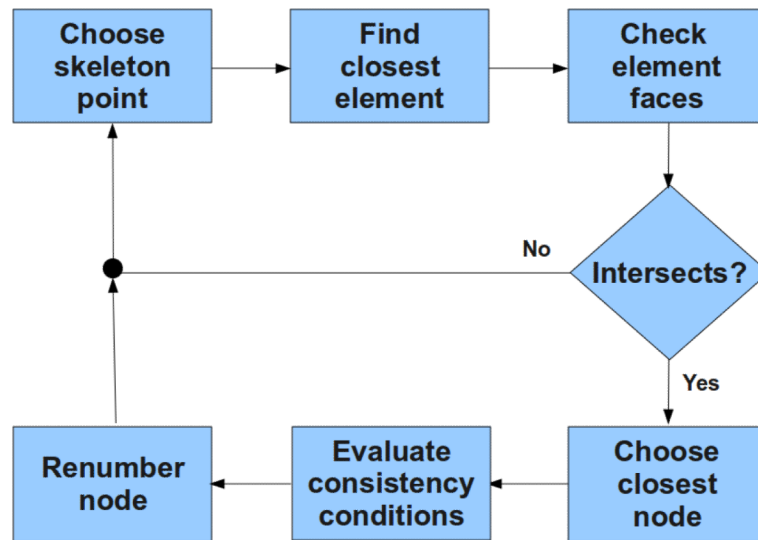 Choose
skeleton
point
Find
closest
element
Check
element
faces
No
Intersects?
Yes
Renumber
node
Evaluate
consistency
conditions
Choose
closest
node